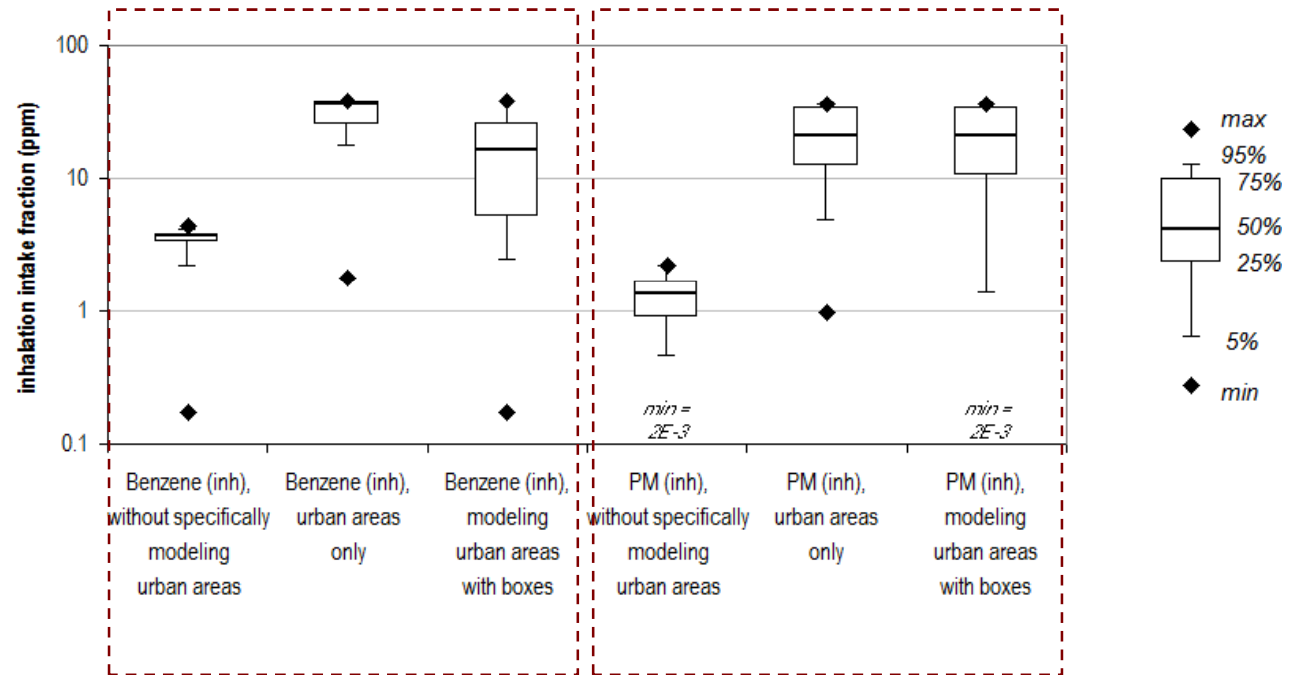 inhalation intake fraction (ppm)
100
10
1
0.1
min =
2E-3
min =
2E-3
Benzene (inh),
without specifically
modeling
urban areas
Benzene (inh),
urban areas
only
Benzene (inh),
modeling
urban areas
with boxes
PM (inh),
without specifically
modeling
urban areas
PM (inh),
urban areas
only
PM (inh),
modeling
urban areas
with boxes
max
95%
75%
50%
25%
5%
min